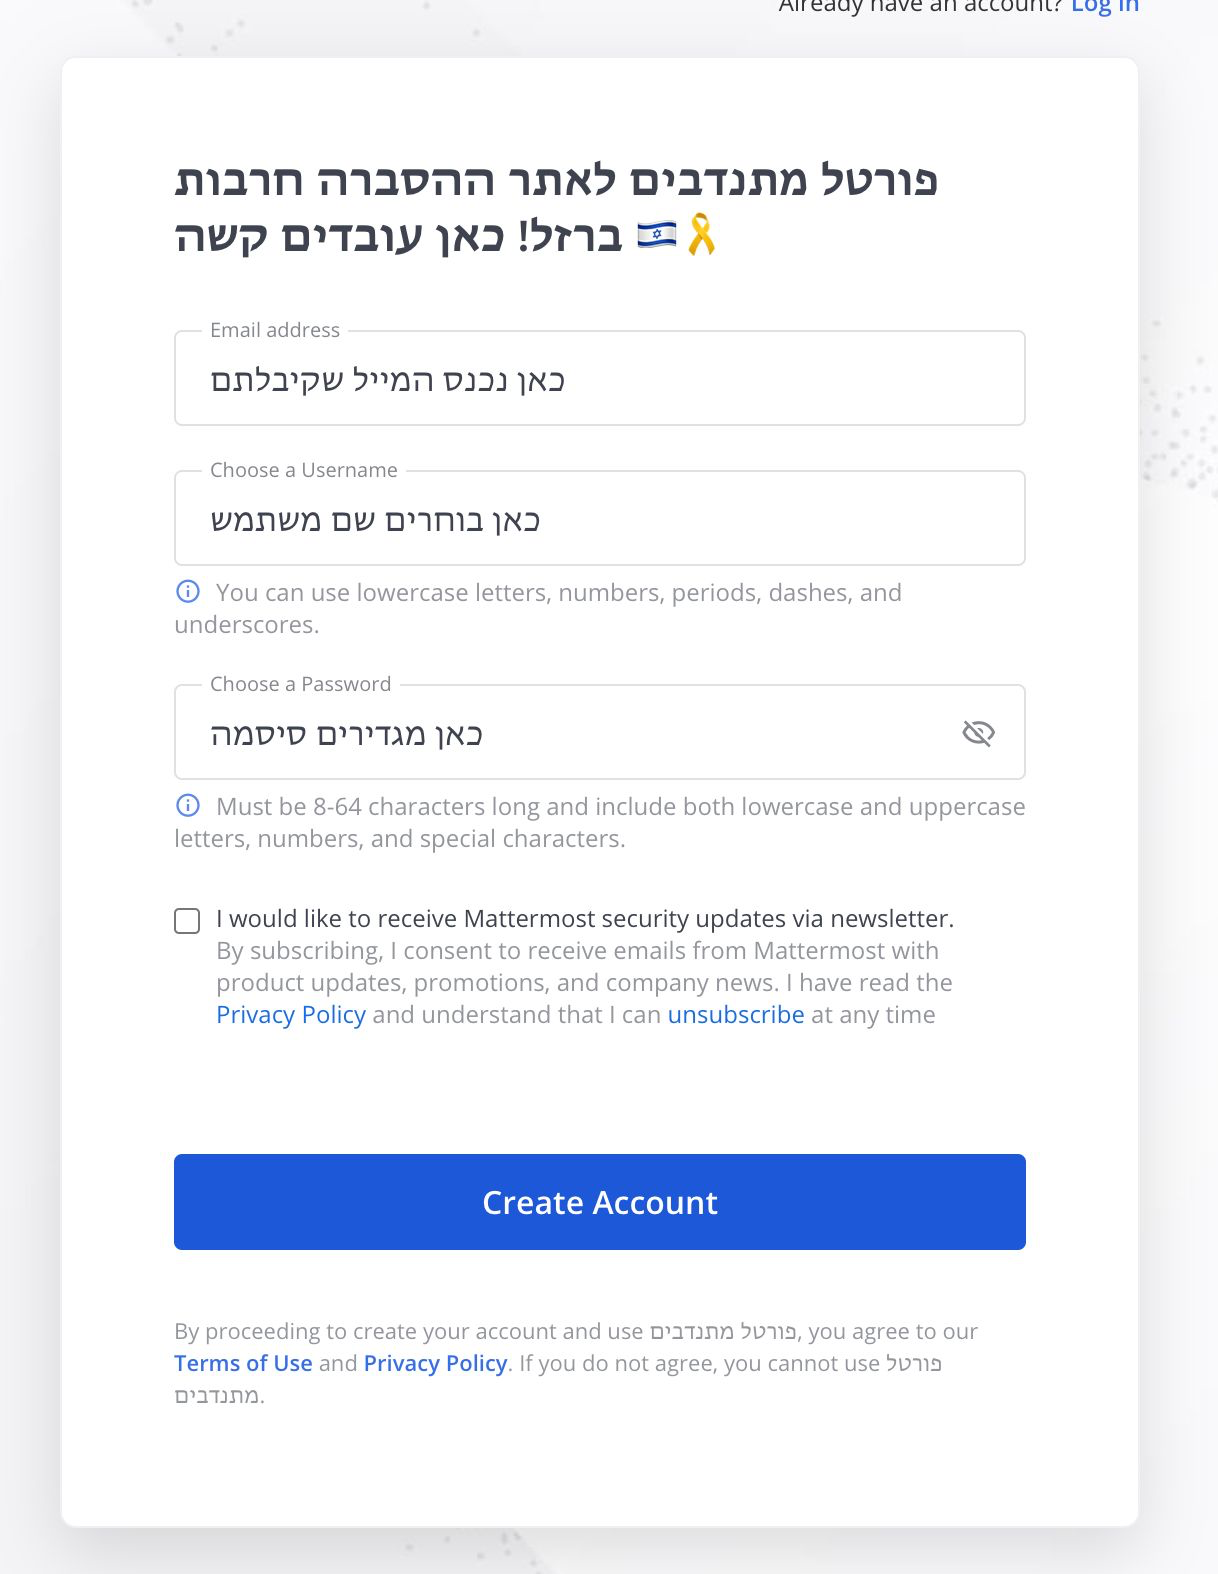 Already have an account? Log in
פורטל מתנדבים לאתר ההסברה חרבות
ברזל! כאן עובדים קשה 🇮🇱🎗️
Email address
כאן נכנס המייל שקיבלתם
Choose a Username
כאן בוחרים שם משתמש
You can use lowercase letters, numbers, periods, dashes, and
underscores.
Choose a Password
כאן מגדירים סיסמה
Must be 8-64 characters long and include both lowercase and uppercase
letters, numbers, and special characters.
I would like to receive Mattermost security updates via newsletter.
By subscribing, I consent to receive emails from Mattermost with
product updates, promotions, and company news. I have read the
Privacy Policy and understand that I can unsubscribe at any time
Create Account
By proceeding to create your account and use פורטל מתנדבים, you agree to our
Terms of Use and Privacy Policy. If you do not agree, you cannot use פורטל
מתנדבים.